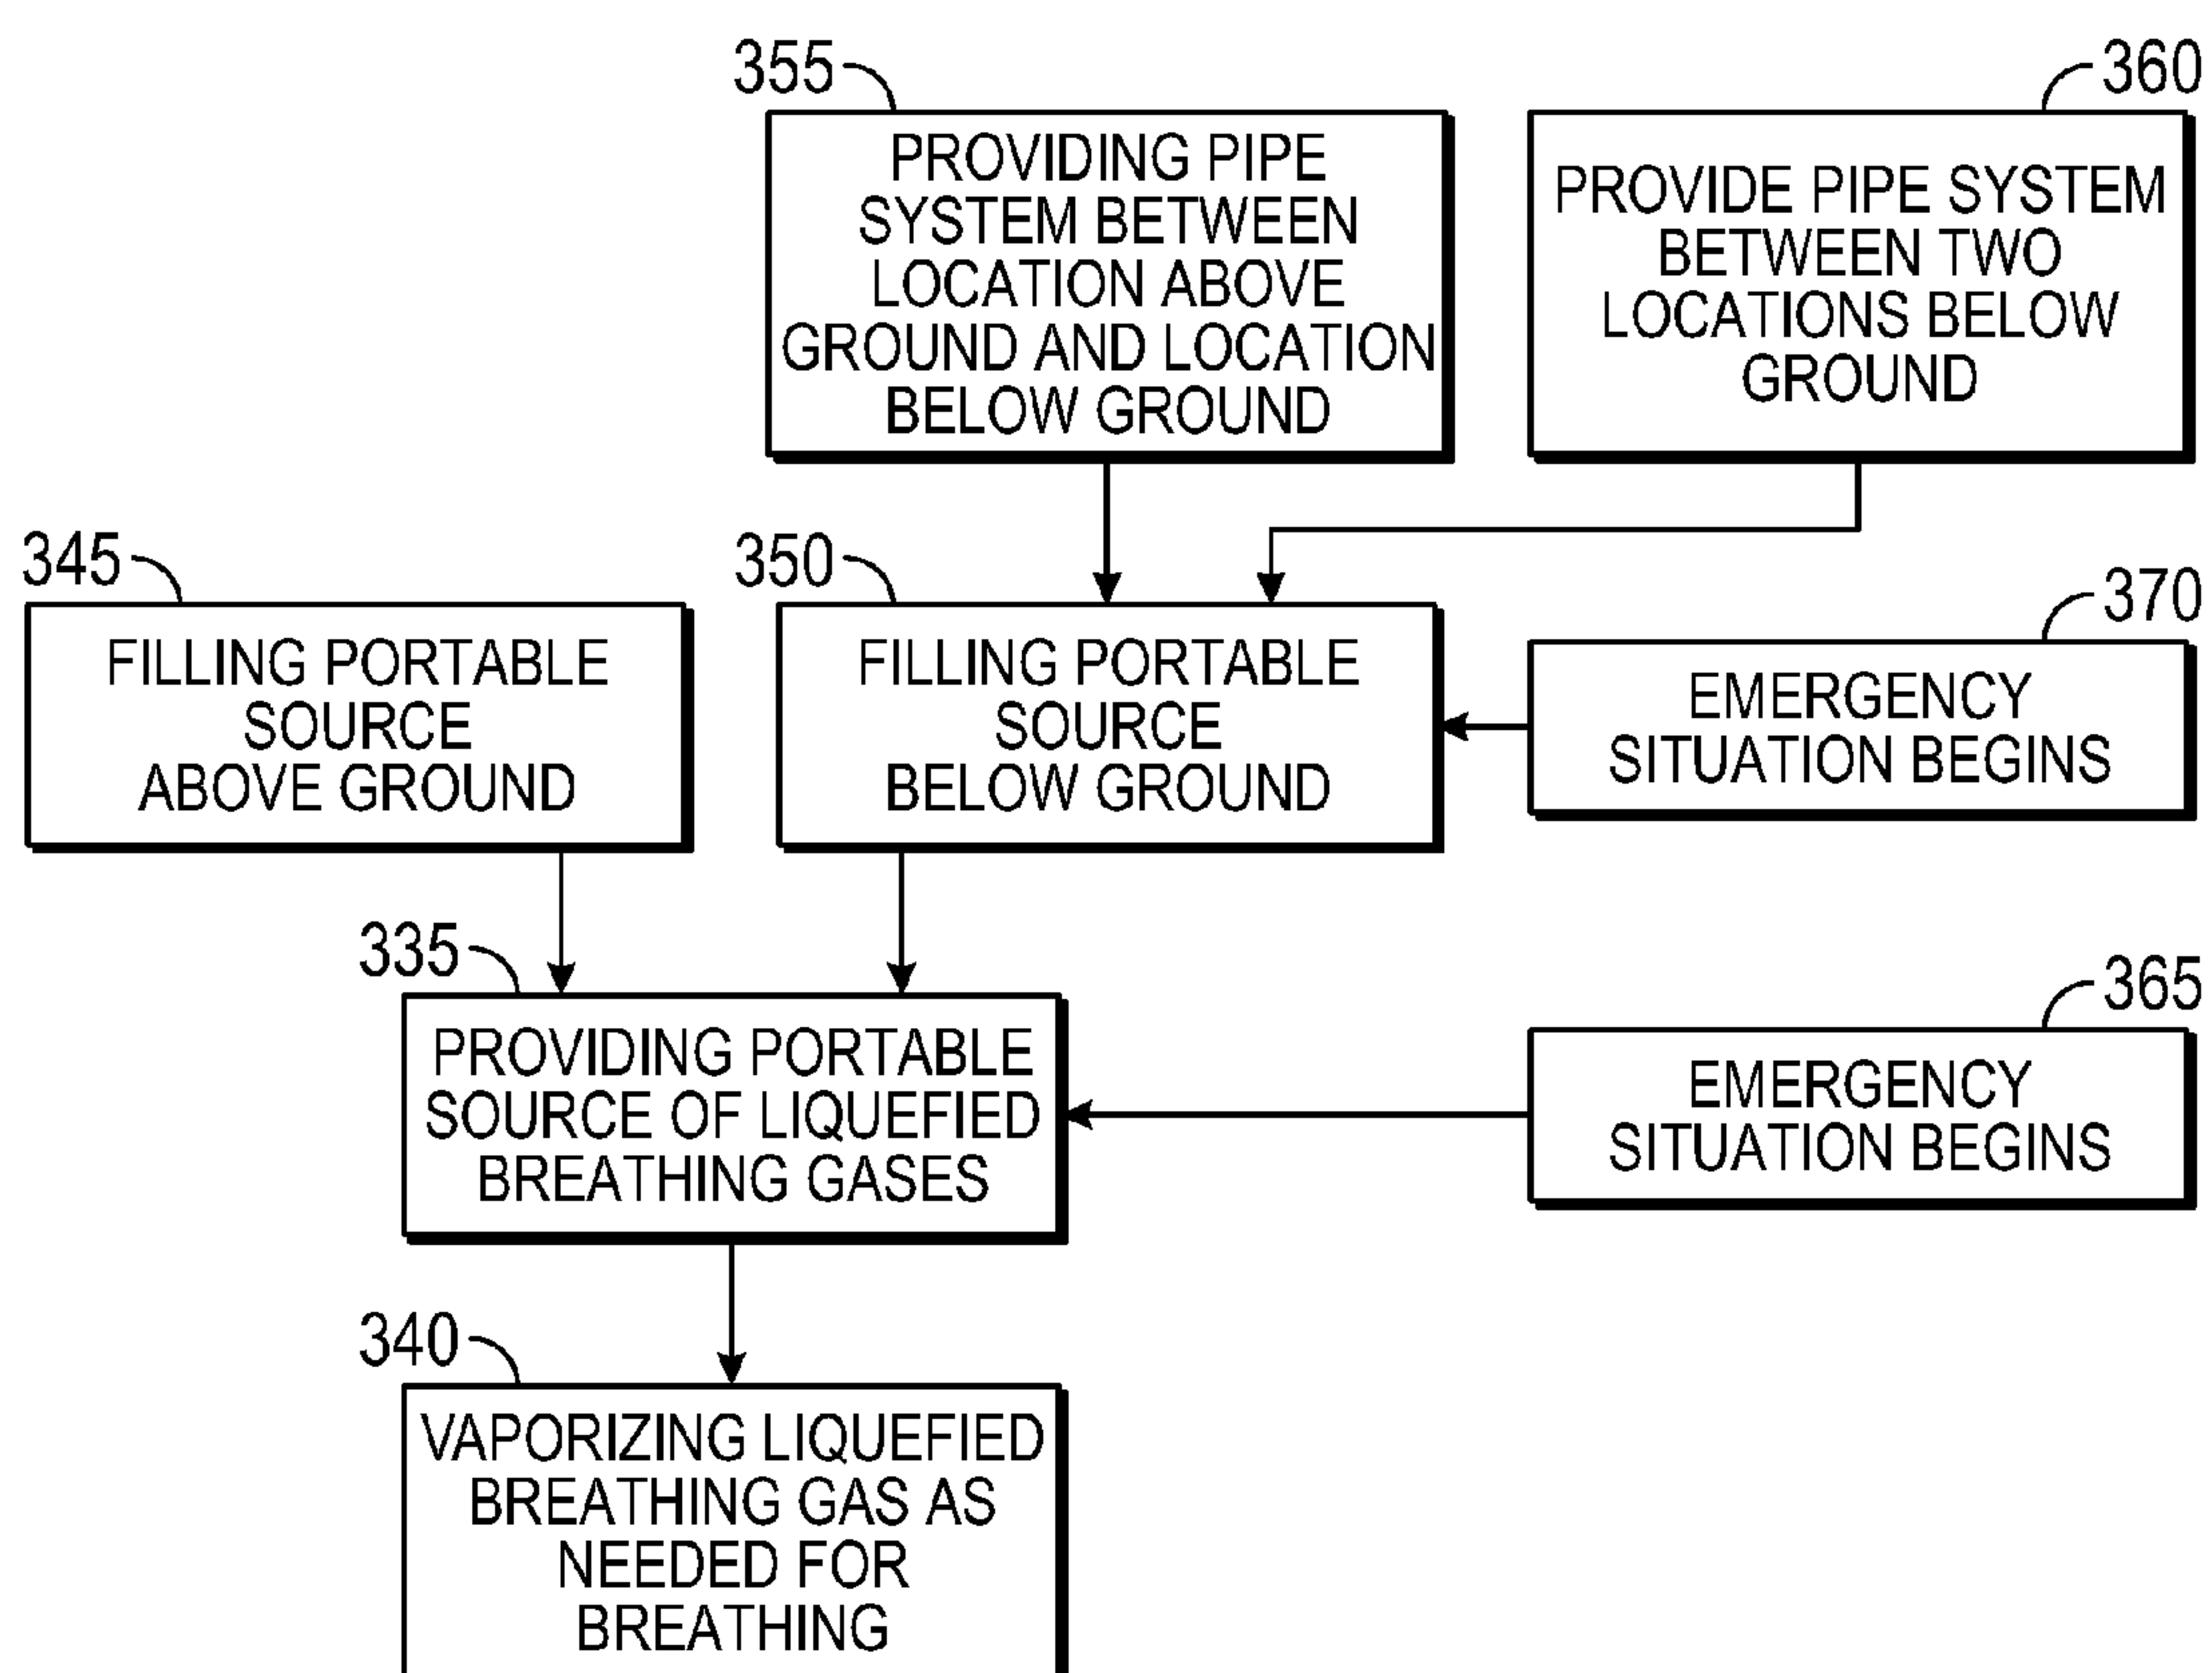 355
PROVIDING PIPE
SYSTEM BETWEEN
LOCATION ABOVE
GROUND AND LOCATION
BELOW GROUND
360
PROVIDE PIPE SYSTEM
BETWEEN TWO
LOCATIONS BELOW
GROUND
345
FILLING PORTABLE
SOURCE
ABOVE GROUND
350
FILLING PORTABLE
SOURCE
BELOW GROUND
370
EMERGENCY
SITUATION BEGINS
335
PROVIDING PORTABLE
SOURCE OF LIQUEFIED
BREATHING GASES
365
EMERGENCY
SITUATION BEGINS
340
VAPORIZING LIQUEFIED
BREATHING GAS AS
NEEDED FOR
BREATHING